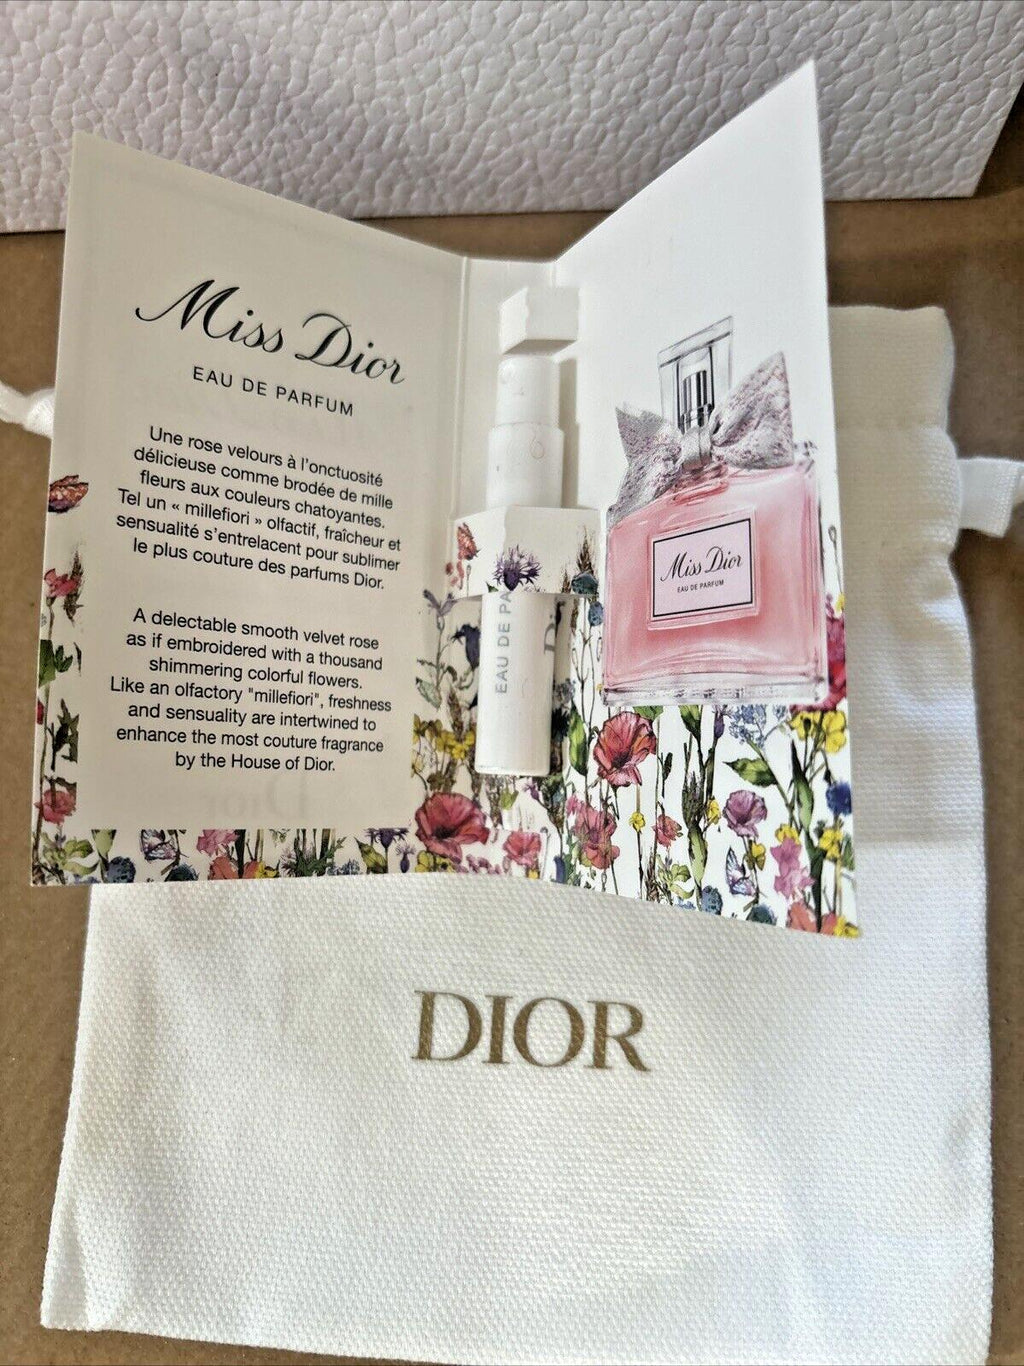 Miss Dior
EAU DE PARFUM
Une rose velours à l'onctuosité
délicieuse comme brodée de mille
fleurs aux couleurs chatoyantes.
Tel un « millefiori » olfactif, fraîcheur et
sensualité s'entrelacent pour sublimer
le plus couture des parfums Dior.
A delectable smooth velvet rose
as if embroidered with a thousand
shimmering colorful flowers.
Like an olfactory "millefiori", freshness
and sensuality are intertwined to
enhance the most couture fragrance
by the House of Dior.
EAU DE P
Miss Dior
EAU DE PARFUM
DIOR